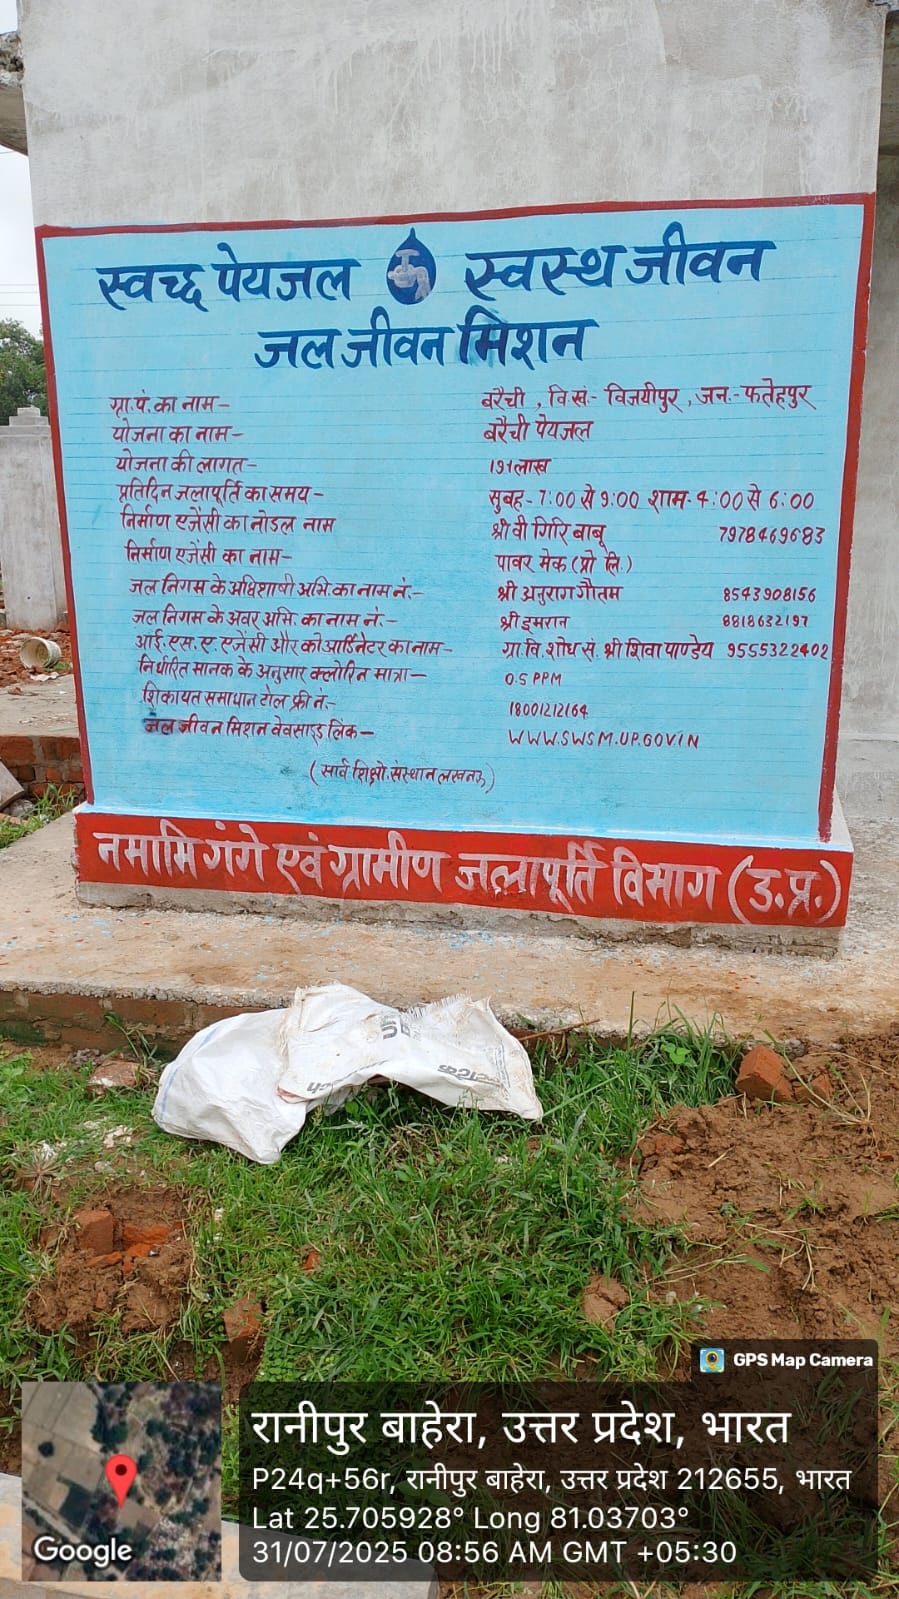 स्वच्छ पेयजल स्वस्थ जीवन
जल जीवन मिशन
ग्रा.पं. का नाम- बरैची , वि.खं.- विजयीपुर , जन.- फतेहपुर
योजना का नाम- बरैची पेयजल
योजना की लागत- 191 लाख
प्रतिदिन जलापूर्ति का समय- सुबह- 7:00 से 9:00 शाम- 4:00 से 6:00
निर्माण एजेंसी का नोडल नाम श्री वी गिरि बाबू 7978469683
निर्माण एजेंसी का नाम- पावर मेक (प्रो लि.)
जल निगम के अधिशाषी अभि. का नाम नं.- श्री अनुराग गौतम 8543908156
जल निगम के अवर अभि. का नाम नं.- श्री इमरान 8818632197
आई. एस. ए. एजेंसी और कोआर्डिनेटर का नाम- ग्रा. वि. शोध सं. श्री शिवा पाण्डेय 9555322402
निर्धारित मानक के अनुसार क्लोरिन मात्रा- 0.5 PPM
शिकायत समाधान टोल फ्री नं.- 18001212164
जल जीवन मिशन वेवसाइड लिंक- WWW.SWSM.UP.GOV.IN
(सार्व शिक्षो. संस्थान लखनऊ)
नमामि गंगे एवं ग्रामीण जलापूर्ति विभाग (उ.प्र.)
GPS Map Camera
रानीपुर बाहेरा, उत्तर प्रदेश, भारत
P24q+56r, रानीपुर बाहेरा, उत्तर प्रदेश 212655, भारत
Lat 25.705928° Long 81.03703°
31/07/2025 08:56 AM GMT +05:30
Google